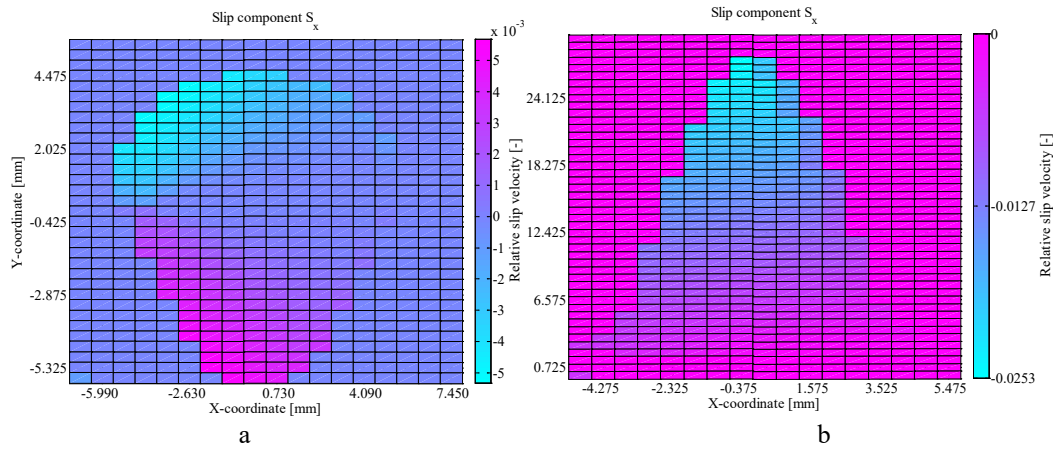 Slip component S_x
x 10^-3
5
4
3
2
1
0
-1
-2
-3
-4
-5
Relative slip velocity [-]
4.475
2.025
-0.425
-2.875
-5.325
Y-coordinate [mm]
-5.990 -2.630 0.730 4.090 7.450
X-coordinate [mm]
a
Slip component S_x
0
-0.0127
-0.0253
Relative slip velocity [-]
24.125
18.275
12.425
6.575
0.725
-4.275 -2.325 -0.375 1.575 3.525 5.475
X-coordinate [mm]
b